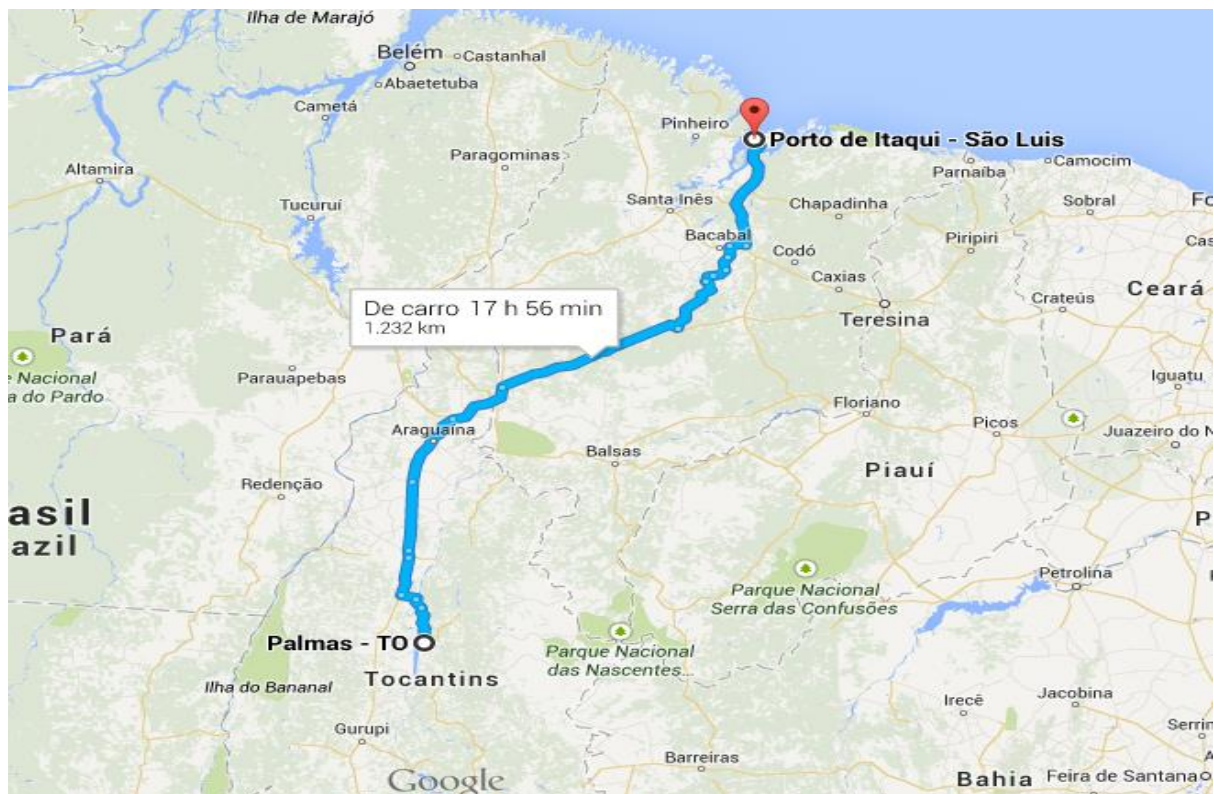 Ilha de Marajó
Belém
Castanhal
Abaetetuba
Cametá
Pinheiro
Porto de Itaqui - São Luis
Paragominas
Parnaíba
Camocim
Altamira
Tucuruí
Santa Inês
Chapadinha
Sobral
Fo
Bacabal
Codó
Piripiri
Cas
Caxias
De carro 17 h 56 min
1.232 km
Teresina
Crateús
Ceará
Pará
e Nacional
a do Pardo
Parauapebas
Iguatu
Floriano
Picos
Juazeiro do N
Araguaína
Balsas
Piauí
Redenção
asil
azil
P
Petrolina
Parque Nacional
Serra das Confusões
Palmas - TO
Parque Nacional
das Nascentes...
Tocantins
Ilha do Bananal
Irecê
Jacobina
Gurupi
Serrin
Barreiras
A
Google
Bahia
Feira de Santana